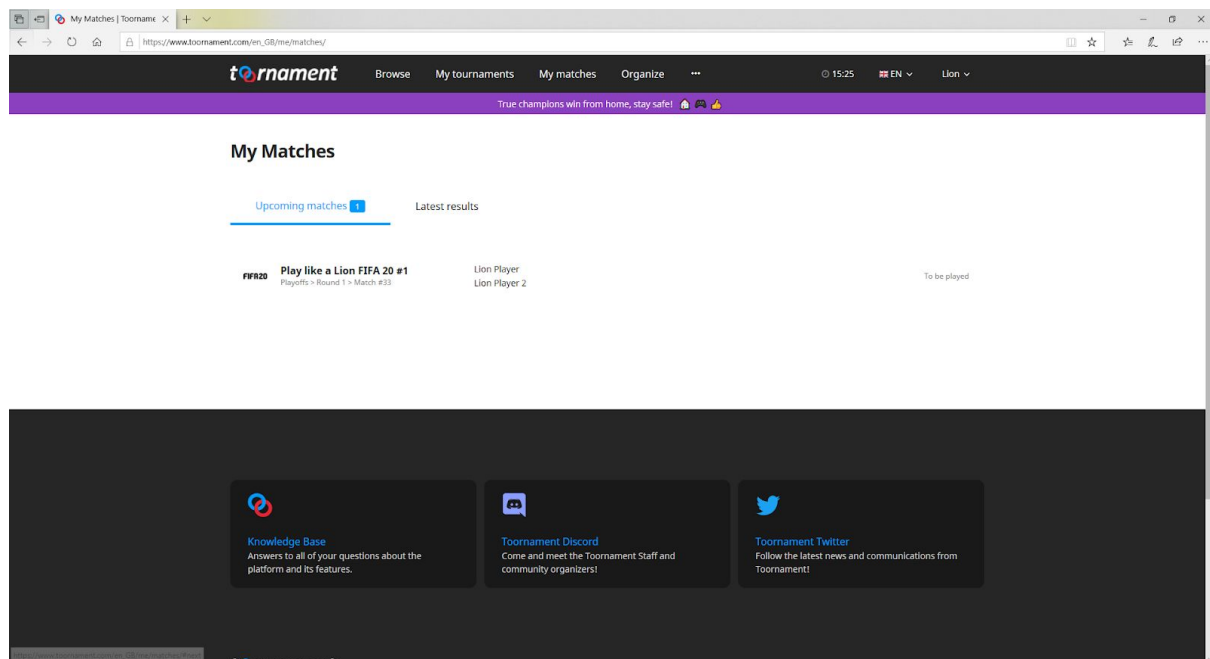 My Matches | Toorname
https://www.toornament.com/en_GB/me/matches/
toornament Browse My tournaments My matches Organize ••• 15:25 EN Lion
True champions win from home, stay safe!
My Matches
Upcoming matches 1 Latest results
FIFA20 Play like a Lion FIFA 20 #1 Lion Player
Playoffs > Round 1 > Match #33 Lion Player 2 To be played
Knowledge Base
Answers to all of your questions about the
platform and its features.
Toornament Discord
Come and meet the Toornament Staff and
community organizers!
Toornament Twitter
Follow the latest news and communications from
Toornament!